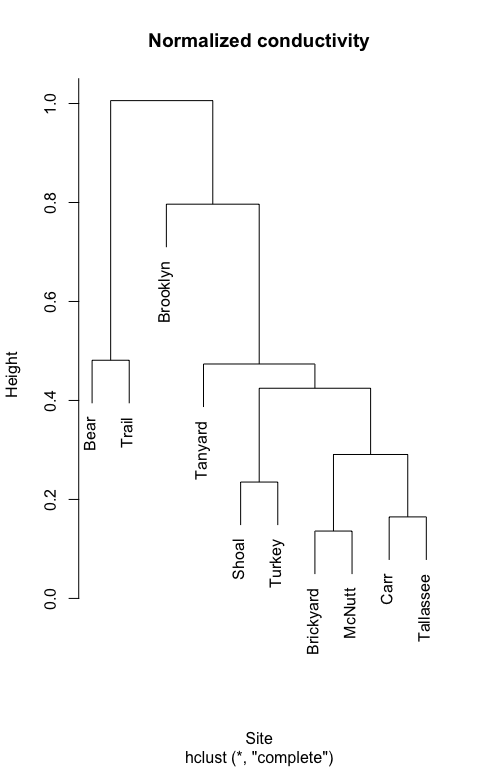 Normalized conductivity
Height
1.0
0.8
0.6
0.4
0.2
0.0
Bear
Trail
Brooklyn
Tanyard
Shoal
Turkey
Brickyard
McNutt
Carr
Tallassee
Site
hclust (*, "complete")